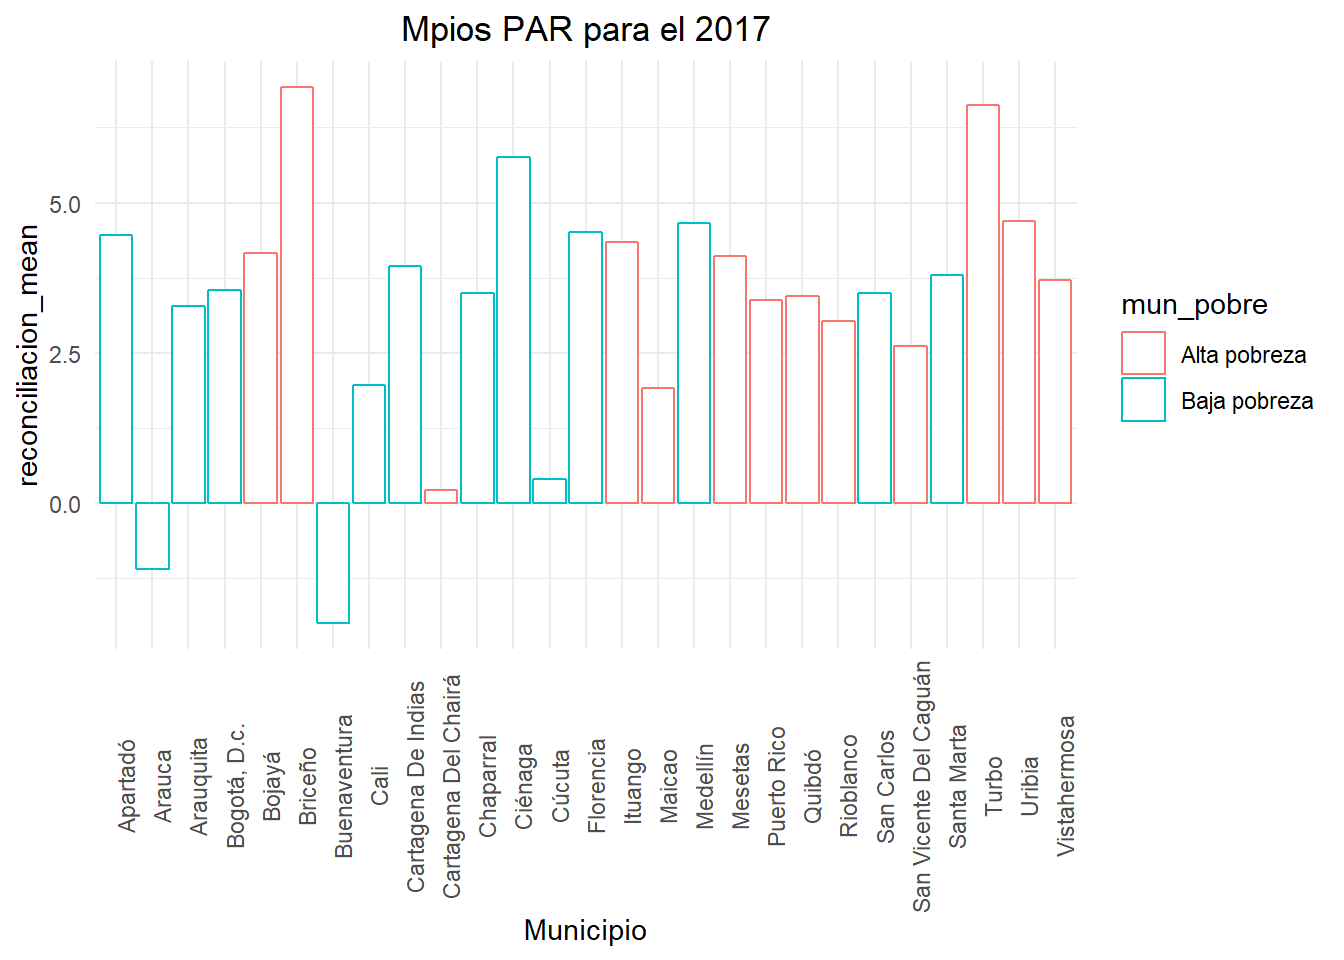 Mpios PAR para el 2017
reconciliacion_mean
5.0
2.5
0.0
Apartadó
Arauca
Arauquita
Bogotá, D.c.
Bojayá
Briceño
Buenaventura
Cali
Cartagena De Indias
Cartagena Del Chairá
Chaparral
Ciénaga
Cúcuta
Florencia
Ituango
Maicao
Medellín
Mesetas
Puerto Rico
Quibdó
Rioblanco
San Carlos
San Vicente Del Caguán
Santa Marta
Turbo
Uribia
Vistahermosa
Municipio
mun_pobre
Alta pobreza
Baja pobreza